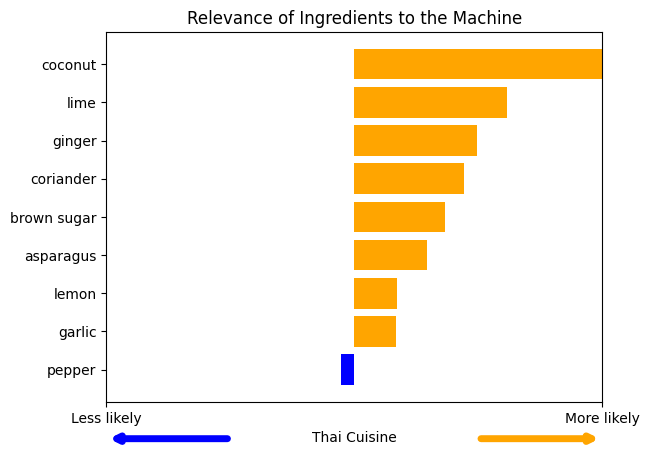 Relevance of Ingredients to the Machine
coconut
lime
ginger
coriander
brown sugar
asparagus
lemon
garlic
pepper
Less likely
More likely
Thai Cuisine